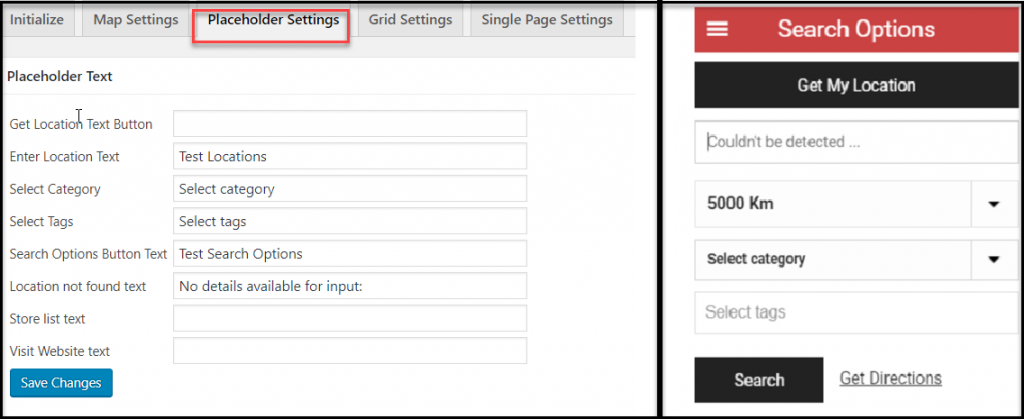 Initialize Map Settings Placeholder Settings Grid Settings Single Page Settings
Placeholder Text
Get Location Text Button
Enter Location Text Test Locations
Select Category Select category
Select Tags Select tags
Search Options Button Text Test Search Options
Location not found text No details available for input:
Store list text
Visit Website text
Save Changes
Search Options
Get My Location
Couldn't be detected ...
5000 Km
Select category
Select tags
Search Get Directions